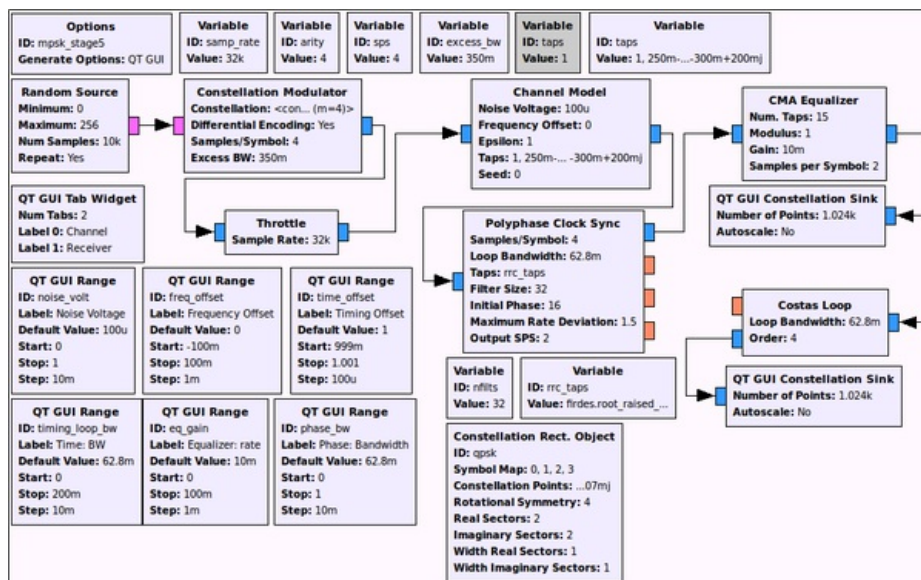 Options
ID: mpsk_stage5
Generate Options: QT GUI
Variable
ID: samp_rate
Value: 32k
Variable
ID: arity
Value: 4
Variable
ID: sps
Value: 4
Variable
ID: excess_bw
Value: 350m
Variable
ID: taps
Value: 1
Variable
ID: taps
Value: 1, 250m-...-300m+200mj
Random Source
Minimum: 0
Maximum: 256
Num Samples: 10k
Repeat: Yes
Constellation Modulator
Constellation: <con... (m=4)>
Differential Encoding: Yes
Samples/Symbol: 4
Excess BW: 350m
Channel Model
Noise Voltage: 100u
Frequency Offset: 0
Epsilon: 1
Taps: 1, 250m-... -300m+200mj
Seed: 0
CMA Equalizer
Num. Taps: 15
Modulus: 1
Gain: 10m
Samples per Symbol: 2
QT GUI Tab Widget
Num Tabs: 2
Label 0: Channel
Label 1: Receiver
Throttle
Sample Rate: 32k
Polyphase Clock Sync
Samples/Symbol: 4
Loop Bandwidth: 62.8m
Taps: rrc_taps
Filter Size: 32
Initial Phase: 16
Maximum Rate Deviation: 1.5
Output SPS: 2
QT GUI Constellation Sink
Number of Points: 1.024k
Autoscale: No
QT GUI Range
ID: noise_volt
Label: Noise Voltage
Default Value: 100u
Start: 0
Stop: 1
Step: 10m
QT GUI Range
ID: freq_offset
Label: Frequency Offset
Default Value: 0
Start: -100m
Stop: 100m
Step: 1m
QT GUI Range
ID: time_offset
Label: Timing Offset
Default Value: 1
Start: 999m
Stop: 1.001
Step: 100u
Costas Loop
Loop Bandwidth: 62.8m
Order: 4
Variable
ID: nfilts
Value: 32
Variable
ID: rrc_taps
Value: firdes.root_raised_...
QT GUI Constellation Sink
Number of Points: 1.024k
Autoscale: No
QT GUI Range
ID: timing_loop_bw
Label: Time: BW
Default Value: 62.8m
Start: 0
Stop: 200m
Step: 10m
QT GUI Range
ID: eq_gain
Label: Equalizer: rate
Default Value: 10m
Start: 0
Stop: 100m
Step: 1m
QT GUI Range
ID: phase_bw
Label: Phase: Bandwidth
Default Value: 62.8m
Start: 0
Stop: 1
Step: 10m
Constellation Rect. Object
ID: qpsk
Symbol Map: 0, 1, 2, 3
Constellation Points: ...07mj
Rotational Symmetry: 4
Real Sectors: 2
Imaginary Sectors: 2
Width Real Sectors: 1
Width Imaginary Sectors: 1